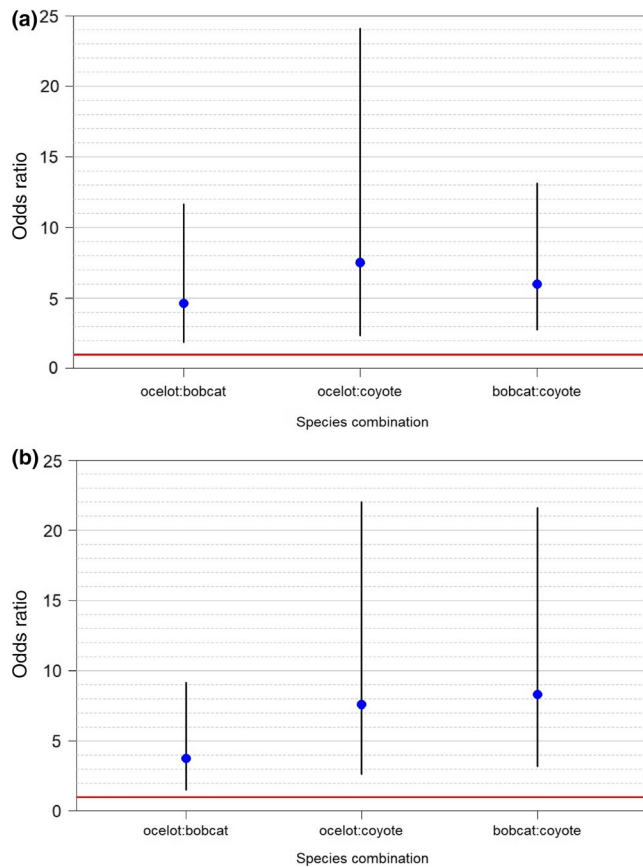 (a)
25
20
15
10
5
0
Odds ratio
ocelot:bobcat ocelot:coyote bobcat:coyote
Species combination
(b)
25
20
15
10
5
0
Odds ratio
ocelot:bobcat ocelot:coyote bobcat:coyote
Species combination